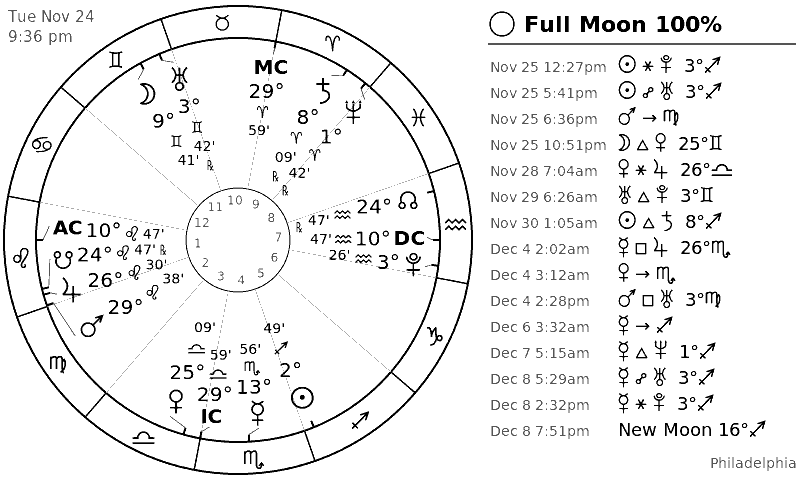 Tue Nov 24
9:36 pm
○ Full Moon 100%
Nov 25 12:27pm ☉ ⚹ ⯓ 3°♐
Nov 25 5:41pm ☉ ☍ ♅ 3°♐
Nov 25 6:36pm ♂ → ♍
Nov 25 10:51pm ☽ △ ♀ 25°♊
Nov 28 7:04am ♀ ⚹ ♃ 26°♎
Nov 29 6:26am ♅ △ ⯓ 3°♊
Nov 30 1:05am ☉ △ ♄ 8°♐
Dec 4 2:02am ☿ □ ♃ 26°♏
Dec 4 3:12am ♀ → ♏
Dec 4 2:28pm ♂ □ ♅ 3°♍
Dec 6 3:32am ☿ → ♐
Dec 7 5:15am ☿ △ ♆ 1°♐
Dec 8 5:29am ☿ ☍ ♅ 3°♐
Dec 8 2:32pm ☿ ⚹ ⯓ 3°♐
Dec 8 7:51pm New Moon 16°♐
Philadelphia
♉
♊
♈
♋
♓
♌
♒
♍
♑
♎
♏
♐
☽ 9° ♊ 41'
♅ 3° ♊ 42' ℞
MC 29° ♈ 59'
♄ 8° ♈ 09' ℞
♆ 1° ♈ 42' ℞
☊ 24° ♒ 47' ℞
DC 10° ♒ 47'
⯓ 3° ♒ 26'
AC 10° ♌ 47'
☋ 24° ♌ 47' ℞
♃ 26° ♌ 30'
♂ 29° ♌ 38'
♀ 25° ♎ 09'
IC 29° ♎ 59'
☿ 13° ♏ 56'
☉ 2° ♐ 49'
1
2
3
4
5
6
7
8
9
10
11
12